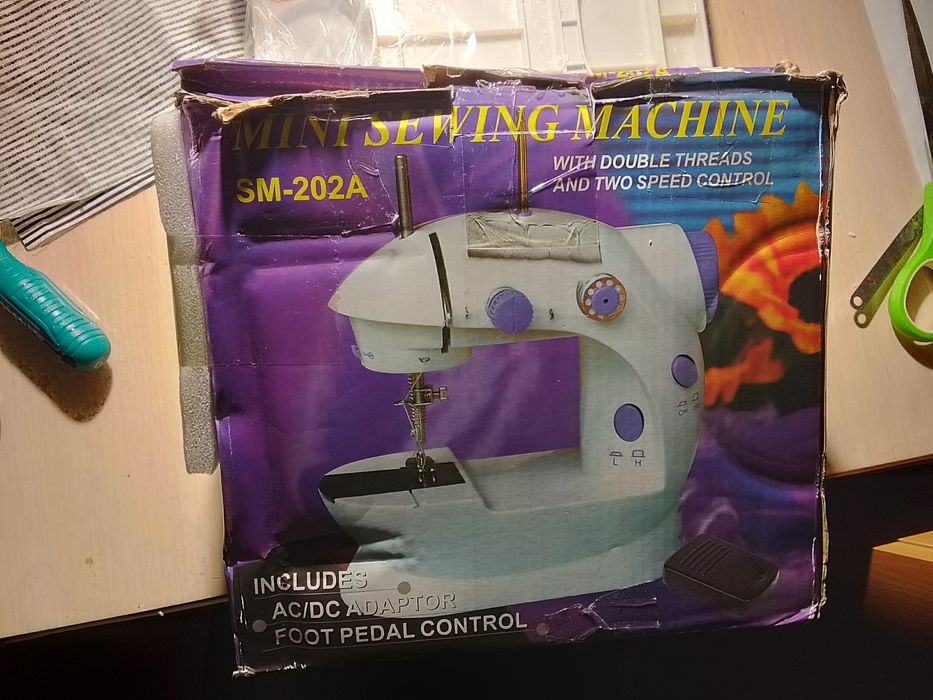 MINI SEWING MACHINE
WITH DOUBLE THREADS
AND TWO SPEED CONTROL
SM-202A
L H
INCLUDES
AC/DC ADAPTOR
FOOT PEDAL CONTROL